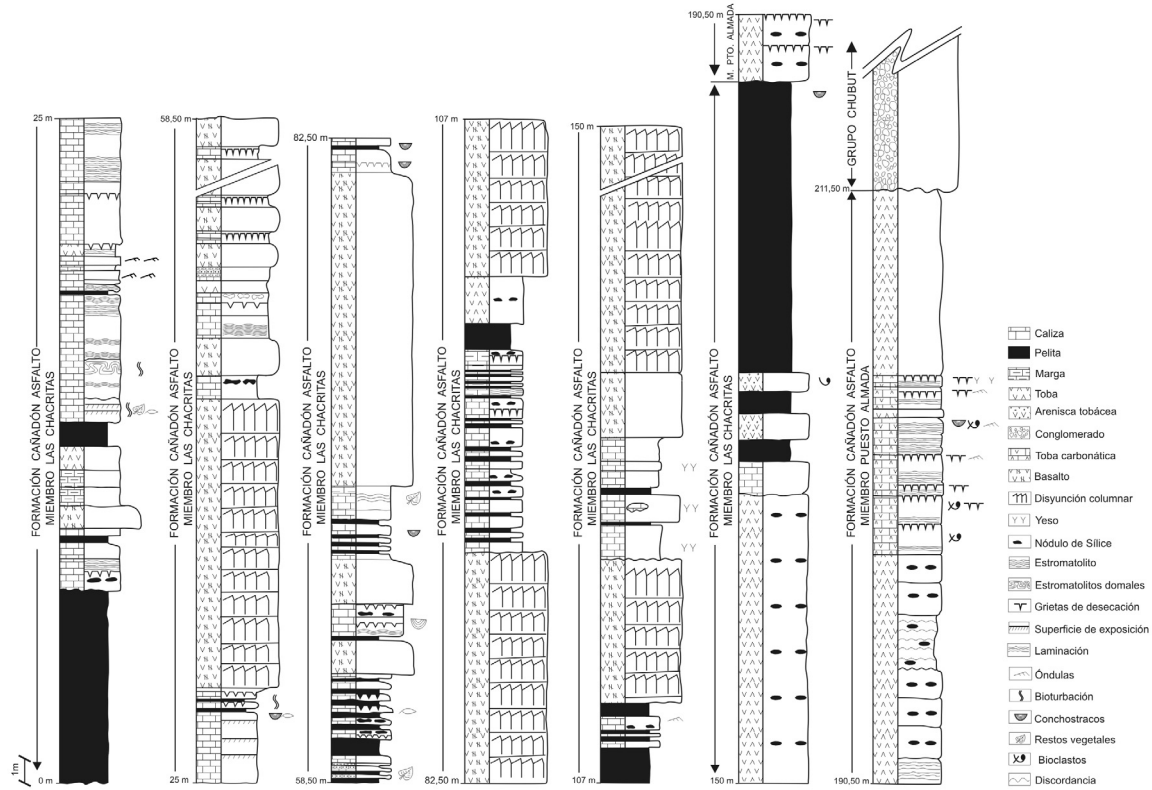 25 m
FORMACIÓN CAÑADÓN ASFALTO
MIEMBRO LAS CHACRITAS
0 m
1m
58,50 m
FORMACIÓN CAÑADÓN ASFALTO
MIEMBRO LAS CHACRITAS
25 m
82,50 m
FORMACIÓN CAÑADÓN ASFALTO
MIEMBRO LAS CHACRITAS
58,50 m
107 m
FORMACIÓN CAÑADÓN ASFALTO
MIEMBRO LAS CHACRITAS
82,50 m
150 m
FORMACIÓN CAÑADÓN ASFALTO
MIEMBRO LAS CHACRITAS
107 m
190,50 m
M. PTO. ALMADA
FORMACIÓN CAÑADÓN ASFALTO
MIEMBRO LAS CHACRITAS
150 m
GRUPO CHUBUT
211,50 m
FORMACIÓN CAÑADÓN ASFALTO
MIEMBRO PUESTO ALMADA
190,50 m
Caliza
Pelita
Marga
Toba
Arenisca tobácea
Conglomerado
Toba carbonática
Basalto
Disyunción columnar
Yeso
Nódulo de Sílice
Estromatolito
Estromatolitos domales
Grietas de desecación
Superficie de exposición
Laminación
Óndulas
Bioturbación
Conchostracos
Restos vegetales
Bioclastos
Discordancia